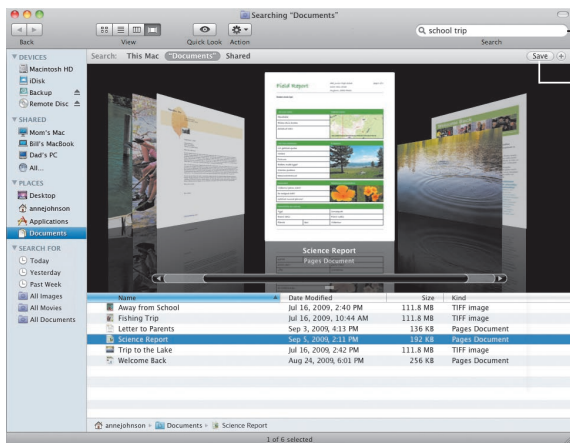 Searching "Documents"
Back View Quick Look Action Search
school trip
Search: This Mac "Documents" Shared Save
DEVICES
Macintosh HD
iDisk
Backup
Remote Disc
SHARED
Mom's Mac
Bill's MacBook
Dad's PC
All...
PLACES
Desktop
annejohnson
Applications
Documents
SEARCH FOR
Today
Yesterday
Past Week
All Images
All Movies
All Documents
Field Report
Science Report
Pages Document
Name Date Modified Size Kind
Away from School Jul 16, 2009, 2:40 PM 111.8 MB TIFF image
Fishing Trip Jul 16, 2009, 10:44 AM 111.8 MB TIFF image
Letter to Parents Sep 3, 2009, 4:13 PM 136 KB Pages Document
Science Report Sep 5, 2009, 2:11 PM 192 KB Pages Document
Trip to the Lake Jul 16, 2009, 2:42 PM 111.8 MB TIFF image
Welcome Back Aug 24, 2009, 6:01 PM 256 KB Pages Document
annejohnson Documents Science Report
1 of 6 selected